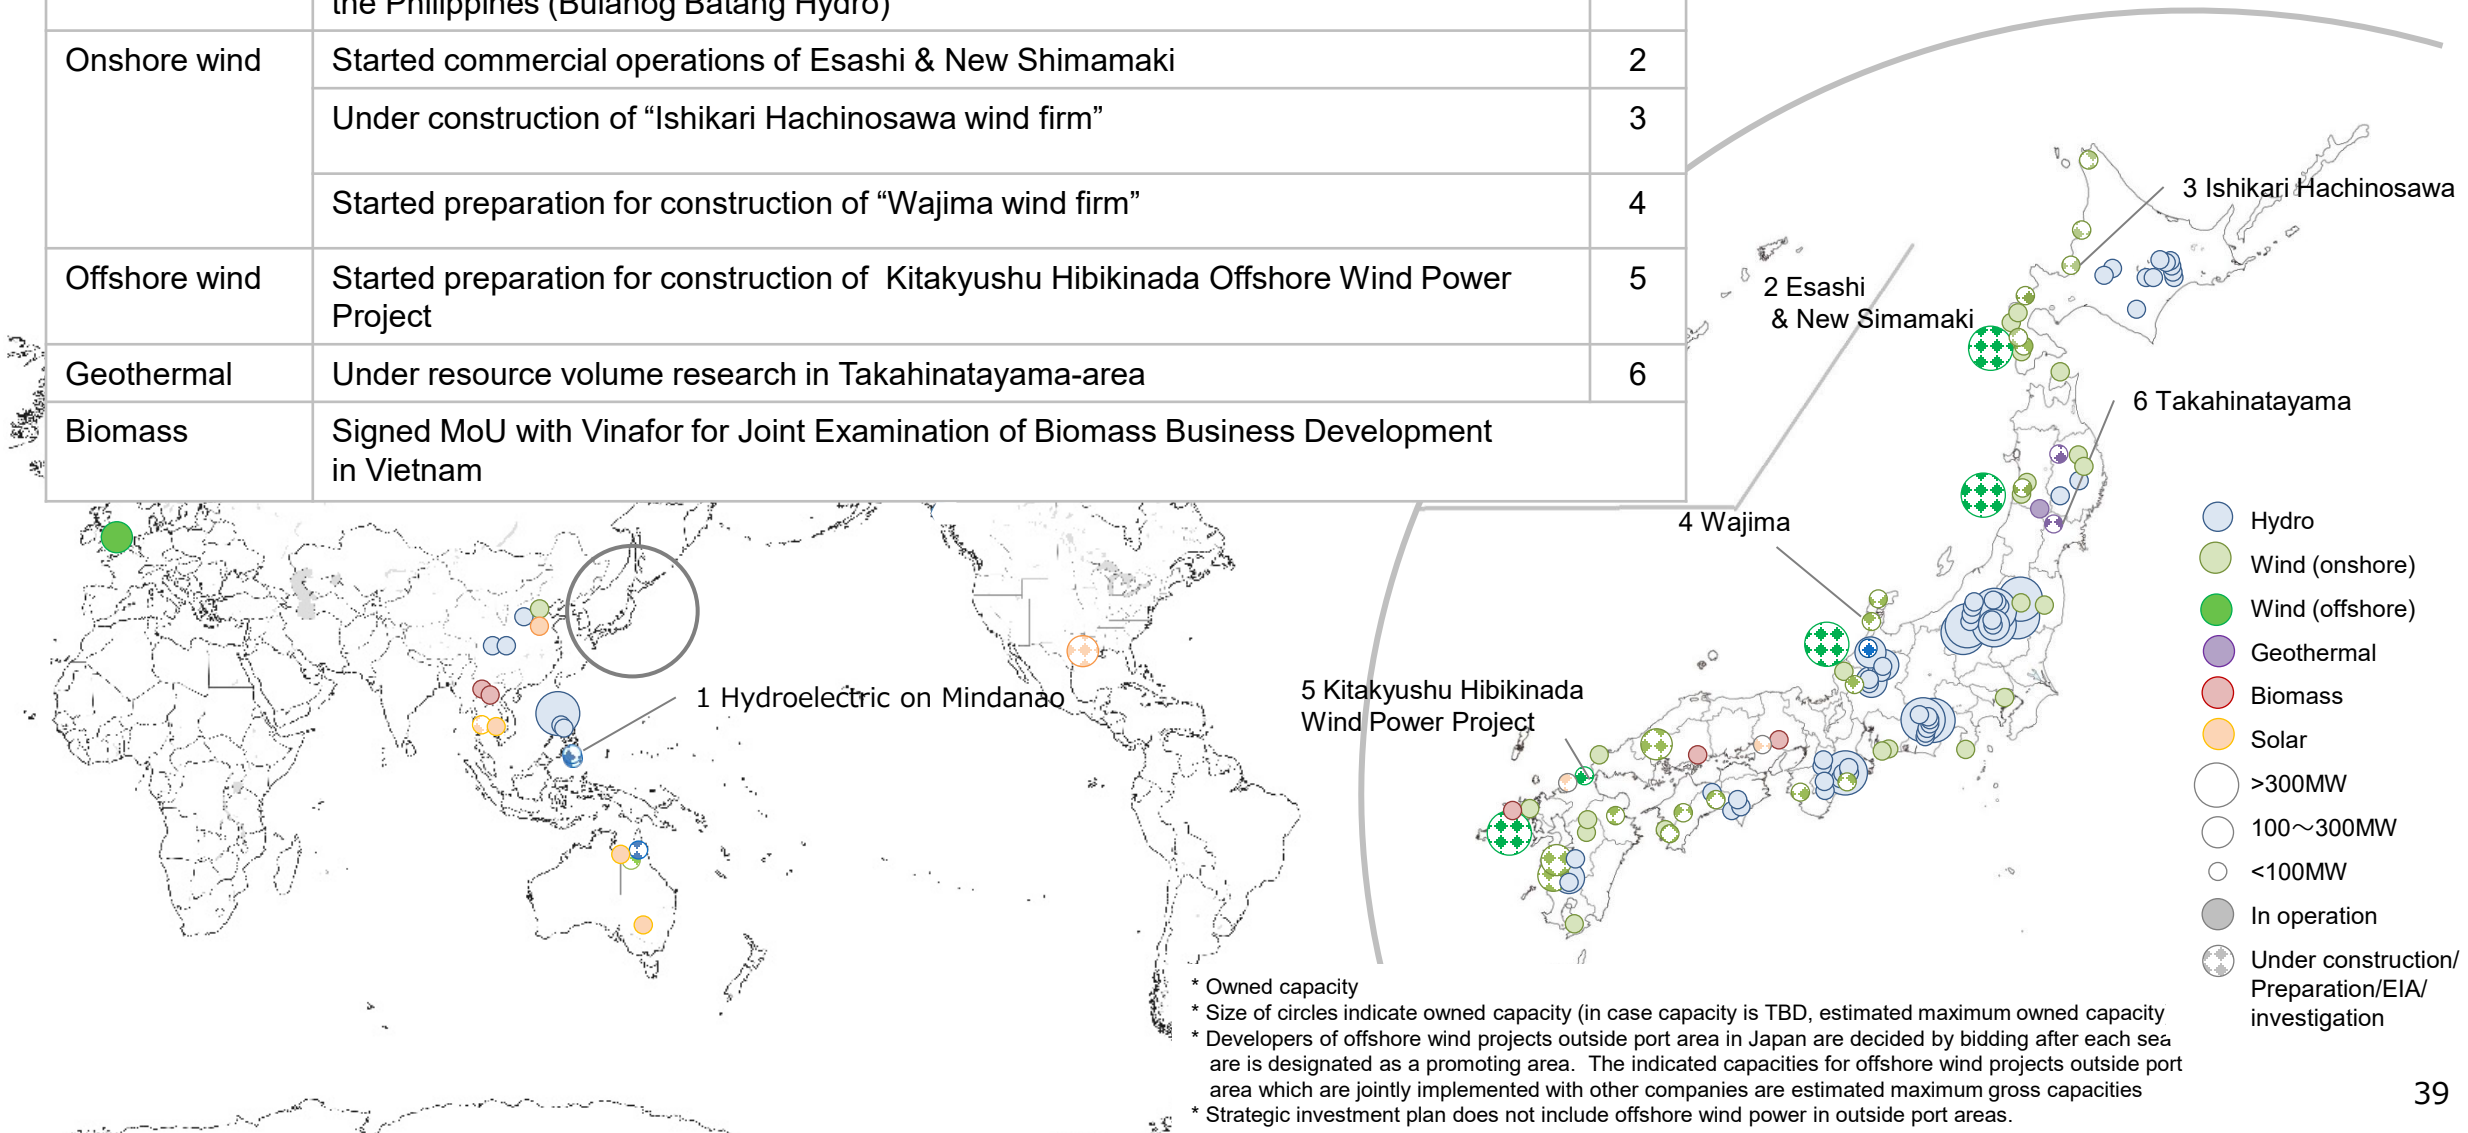 the Philippines (Bulanog Batang Hydro)
Onshore wind
Started commercial operations of Esashi & New Shimamaki
2
Under construction of “Ishikari Hachinosawa wind firm”
3
Started preparation for construction of “Wajima wind firm”
4
Offshore wind
Started preparation for construction of Kitakyushu Hibikinada Offshore Wind Power
Project
5
Geothermal
Under resource volume research in Takahinatayama-area
6
Biomass
Signed MoU with Vinafor for Joint Examination of Biomass Business Development
in Vietnam
3 Ishikari Hachinosawa
2 Esashi
& New Simamaki
6 Takahinatayama
4 Wajima
1 Hydroelectric on Mindanao
5 Kitakyushu Hibikinada
Wind Power Project
Hydro
Wind (onshore)
Wind (offshore)
Geothermal
Biomass
Solar
>300MW
100～300MW
<100MW
In operation
Under construction/
Preparation/EIA/
investigation
* Owned capacity
* Size of circles indicate owned capacity (in case capacity is TBD, estimated maximum owned capacity
* Developers of offshore wind projects outside port area in Japan are decided by bidding after each sea
are is designated as a promoting area. The indicated capacities for offshore wind projects outside port
area which are jointly implemented with other companies are estimated maximum gross capacities
* Strategic investment plan does not include offshore wind power in outside port areas.
39